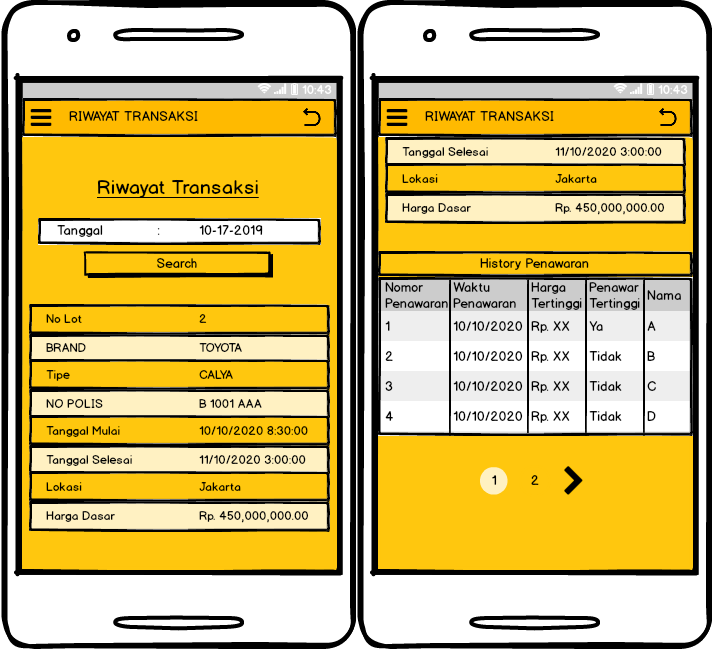 10:43
RIWAYAT TRANSAKSI
Riwayat Transaksi
Tanggal : 10-17-2019
Search
No Lot 2
BRAND TOYOTA
Tipe CALYA
NO POLIS B 1001 AAA
Tanggal Mulai 10/10/2020 8:30:00
Tanggal Selesai 11/10/2020 3:00:00
Lokasi Jakarta
Harga Dasar Rp. 450,000,000.00
10:43
RIWAYAT TRANSAKSI
Tanggal Selesai 11/10/2020 3:00:00
Lokasi Jakarta
Harga Dasar Rp. 450,000,000.00
History Penawaran
Nomor Penawaran Waktu Penawaran Harga Tertinggi Penawar Tertinggi Nama
1 10/10/2020 Rp. XX Ya A
2 10/10/2020 Rp. XX Tidak B
3 10/10/2020 Rp. XX Tidak C
4 10/10/2020 Rp. XX Tidak D
1 2